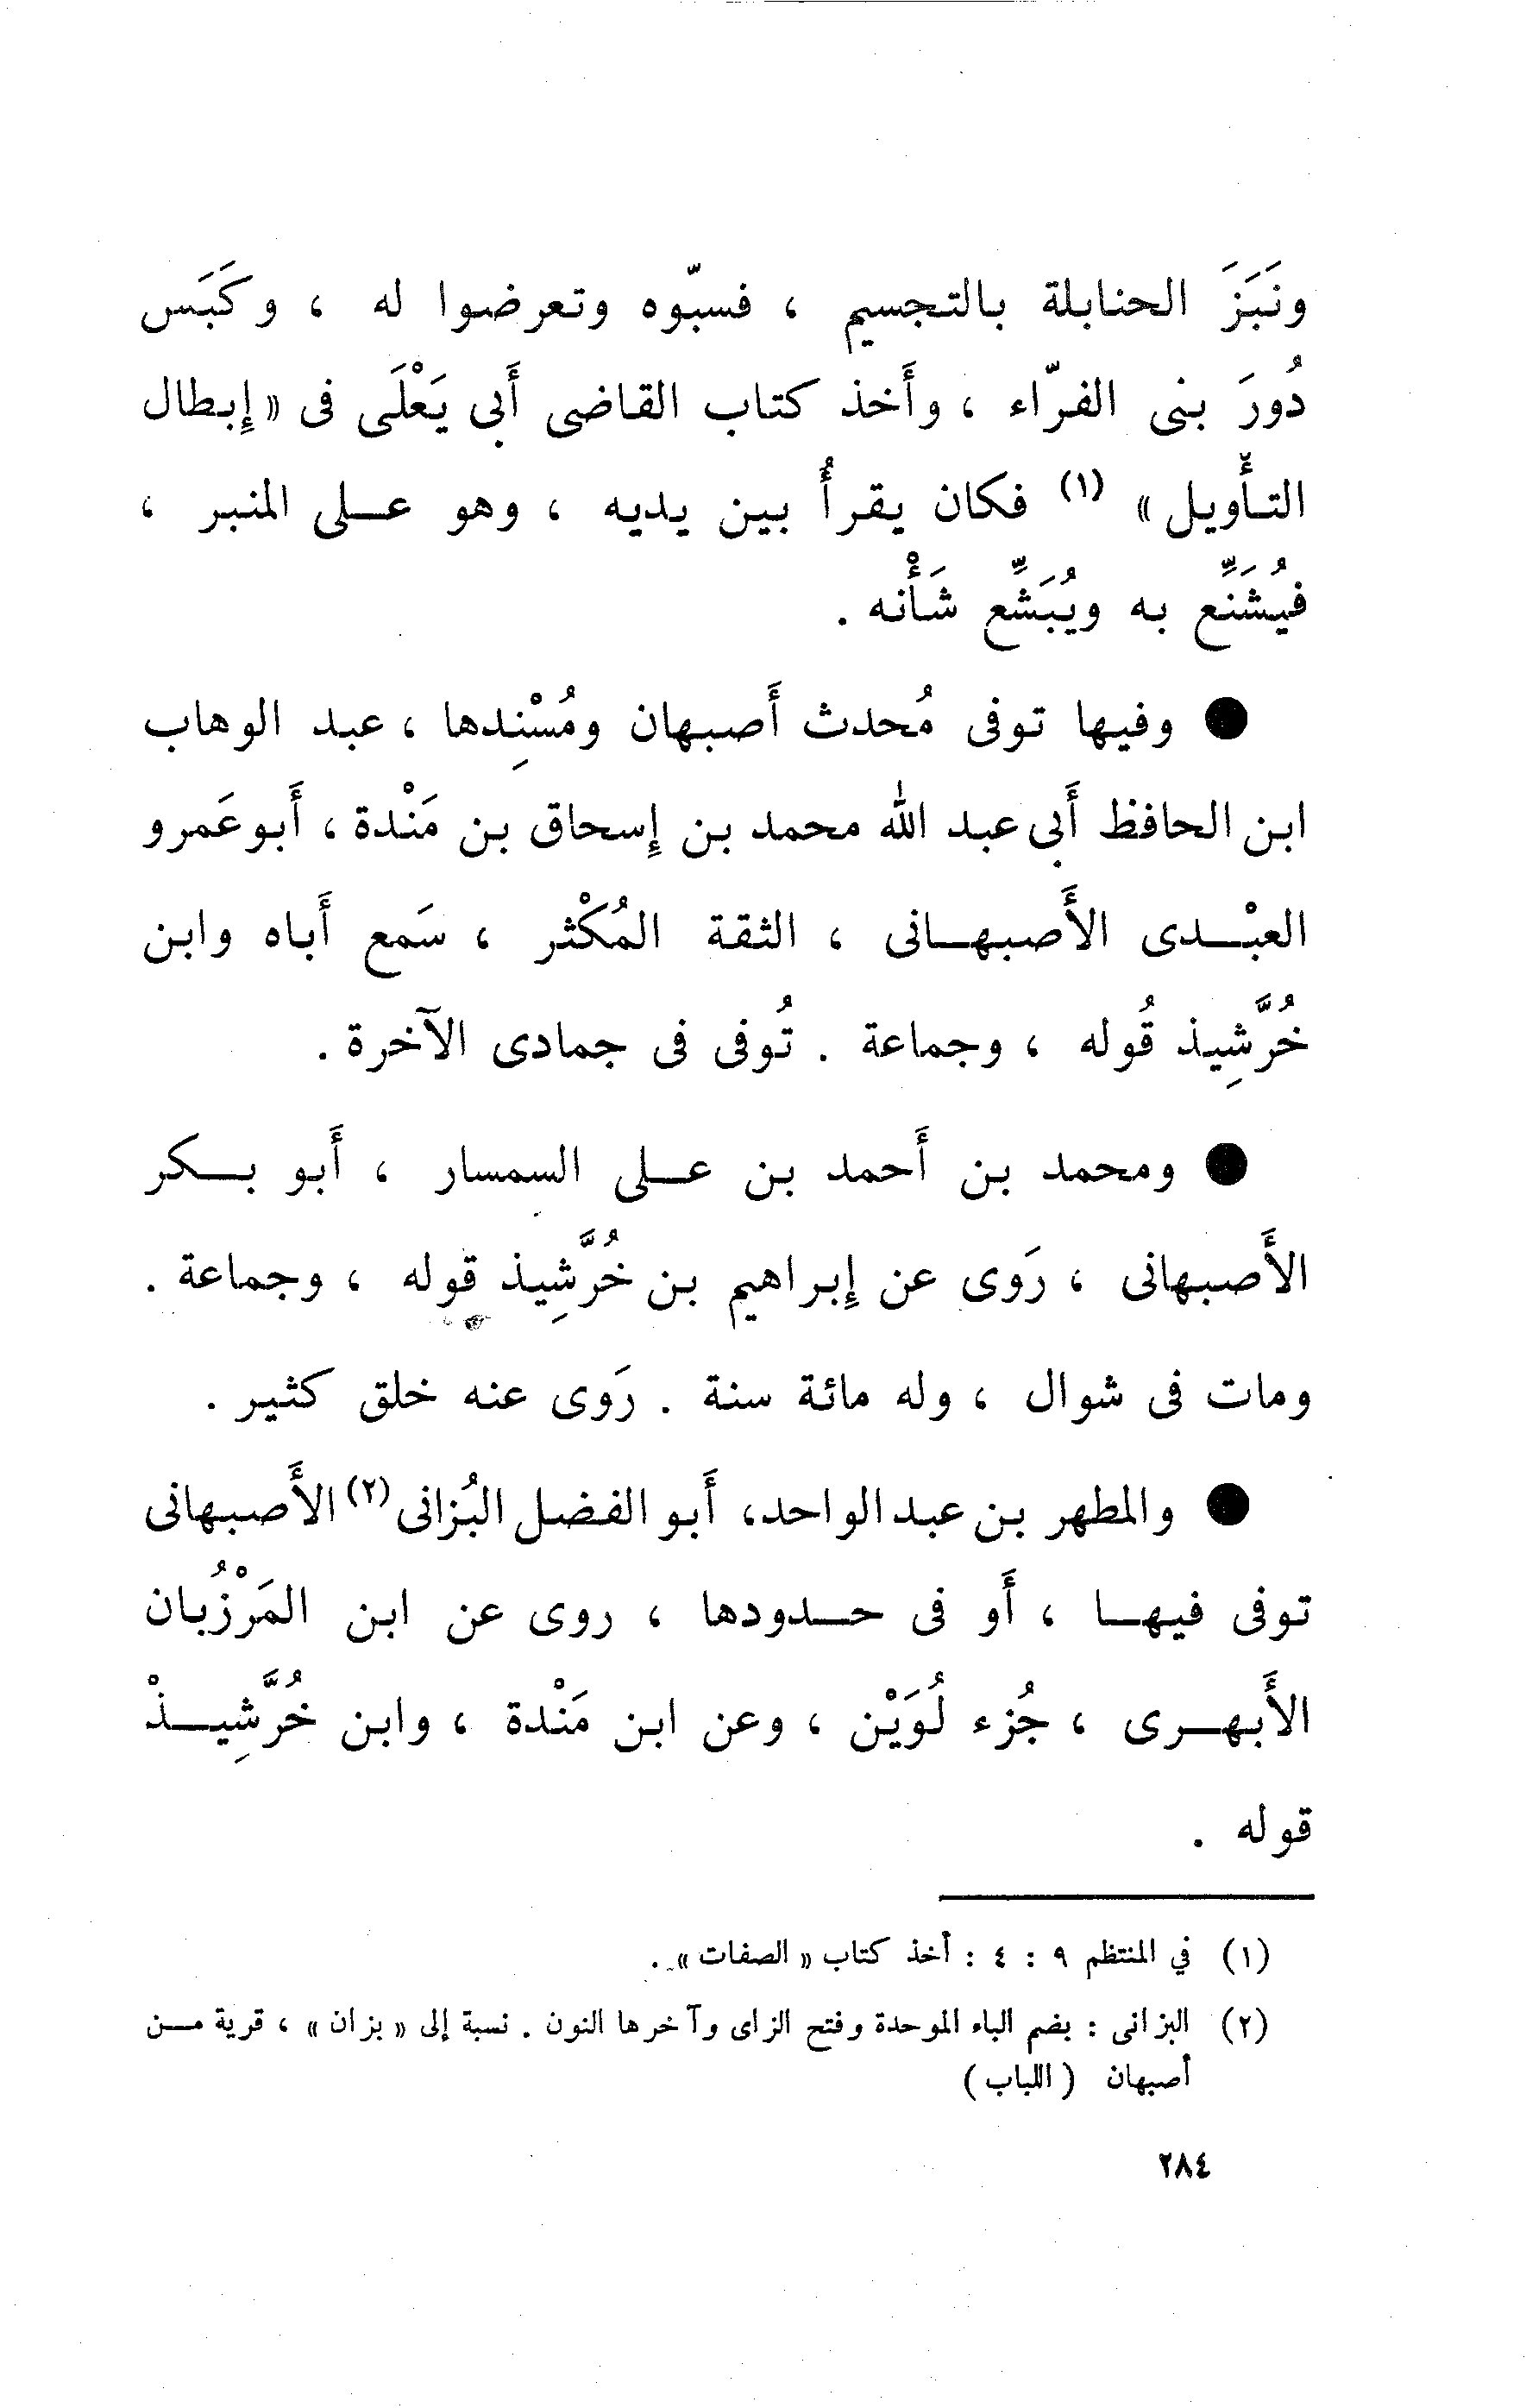 ونَبَزَ الحنابلة بالتجسيم ، فسبّوه وتعرضوا له ، وكَبَس
دُورَ بنى الفرّاء ، وأَخذ كتاب القاضى أَبى يَعْلَى فى « إِبطال
التأْويل » (١) فكان يقرأُ بين يديه ، وهو على المنبر ،
فيُشَنِّع به ويُبَشِّع شَأْنه .
● وفيها توفى مُحدث أَصبهان ومُسْنِدها ، عبد الوهاب
ابن الحافظ أَبى عبد الله محمد بن إِسحاق بن مَنْدة ، أَبو عَمرو
العبْدى الأَصبهانى ، الثقة المُكْثر ، سَمع أَباه وابن
خُرَّشِيذ قُوله ، وجماعة . تُوفى فى جمادى الآخرة .
● ومحمد بن أَحمد بن على السمسار ، أَبو بكر
الأَصبهانى ، رَوى عن إِبراهيم بن خُرَّشِيذ قوله ، وجماعة .
ومات فى شوال ، وله مائة سنة . رَوى عنه خلق كثير .
● والمطهر بن عبد الواحد، أَبو الفضل البُزانى (٢) الأَصبهانى
توفى فيها ، أَو فى حدودها ، روى عن ابن المَرْزُبان
الأَبهرى ، جُزء لُوَيْن ، وعن ابن مَنْدة ، وابن خُرَّشِيذْ
قوله .
(١) في المنتظم ٩ : ٤ : أخذ كتاب « الصفات » .
(٢) البزانى : بضم الباء الموحدة وفتح الزاى وآخرها النون . نسبة إلى « بزان » ، قرية من
أصبهان ( اللباب )
٢٨٤